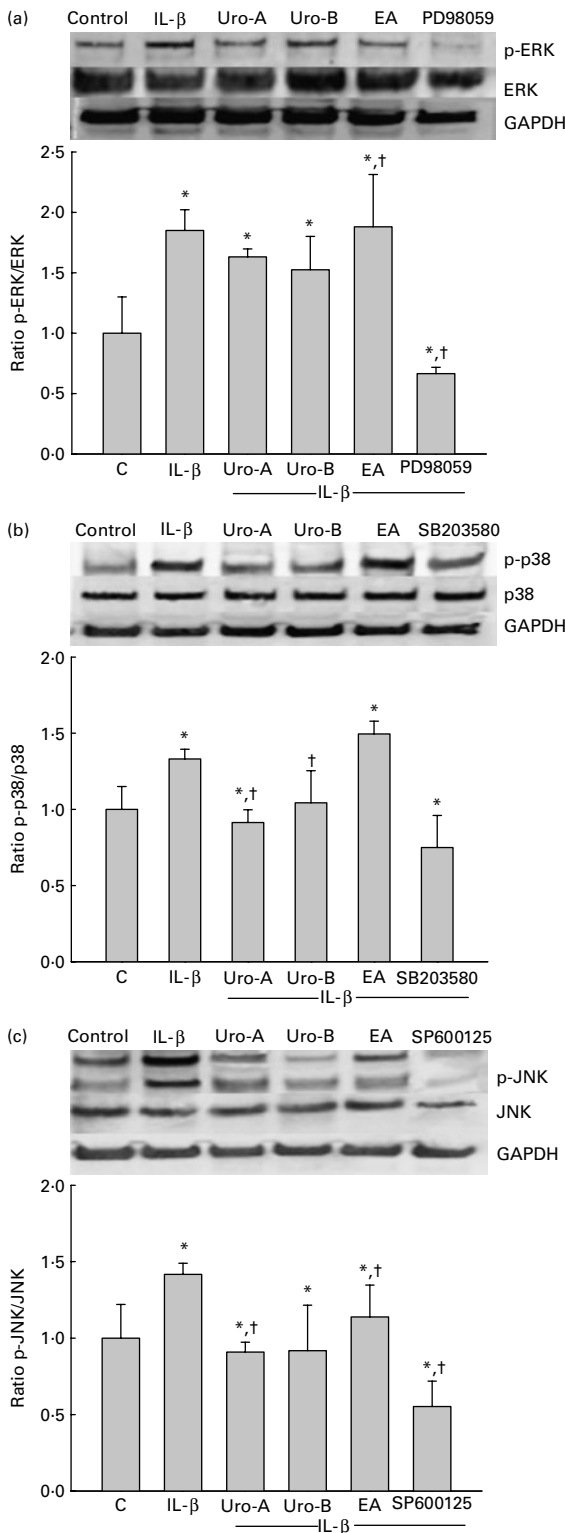 (a) Control IL-β Uro-A Uro-B EA PD98059
p-ERK
ERK
GAPDH
2·5
2·0
1·5
1·0
0·5
0·0
Ratio p-ERK/ERK
*
*
*
*,†
*,†
C IL-β Uro-A Uro-B EA PD98059
IL-β
(b) Control IL-β Uro-A Uro-B EA SB203580
p-p38
p38
GAPDH
2·0
1·5
1·0
0·5
0·0
Ratio p-p38/p38
*
*,†
†
*
*
C IL-β Uro-A Uro-B EA SB203580
IL-β
(c) Control IL-β Uro-A Uro-B EA SP600125
p-JNK
JNK
GAPDH
2·0
1·5
1·0
0·5
0·0
Ratio p-JNK/JNK
*
*,†
*
*,†
*,†
C IL-β Uro-A Uro-B EA SP600125
IL-β